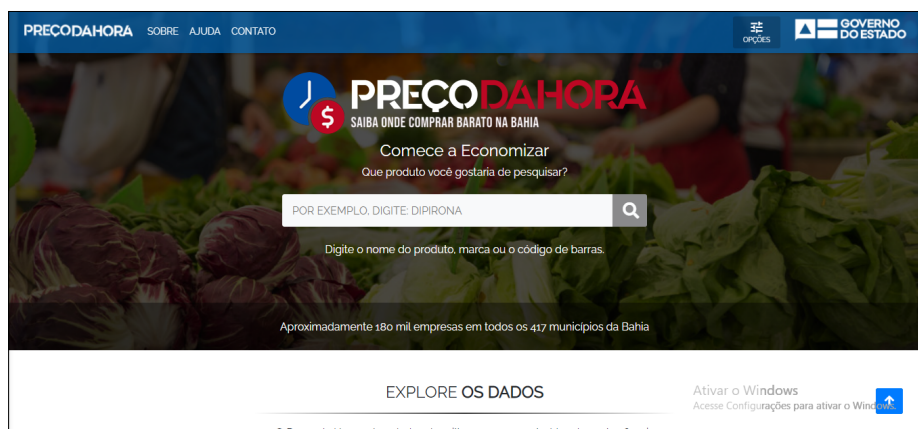 PREÇODAHORA SOBRE AJUDA CONTATO
OPÇÕES
GOVERNO
DO ESTADO
PREÇODAHORA
SAIBA ONDE COMPRAR BARATO NA BAHIA
Comece a Economizar
Que produto você gostaria de pesquisar?
POR EXEMPLO, DIGITE: DIPIRONA
Digite o nome do produto, marca ou o código de barras.
Aproximadamente 180 mil empresas em todos os 417 municípios da Bahia
EXPLORE OS DADOS
Ativar o Windows
Acesse Configurações para ativar o Windows.